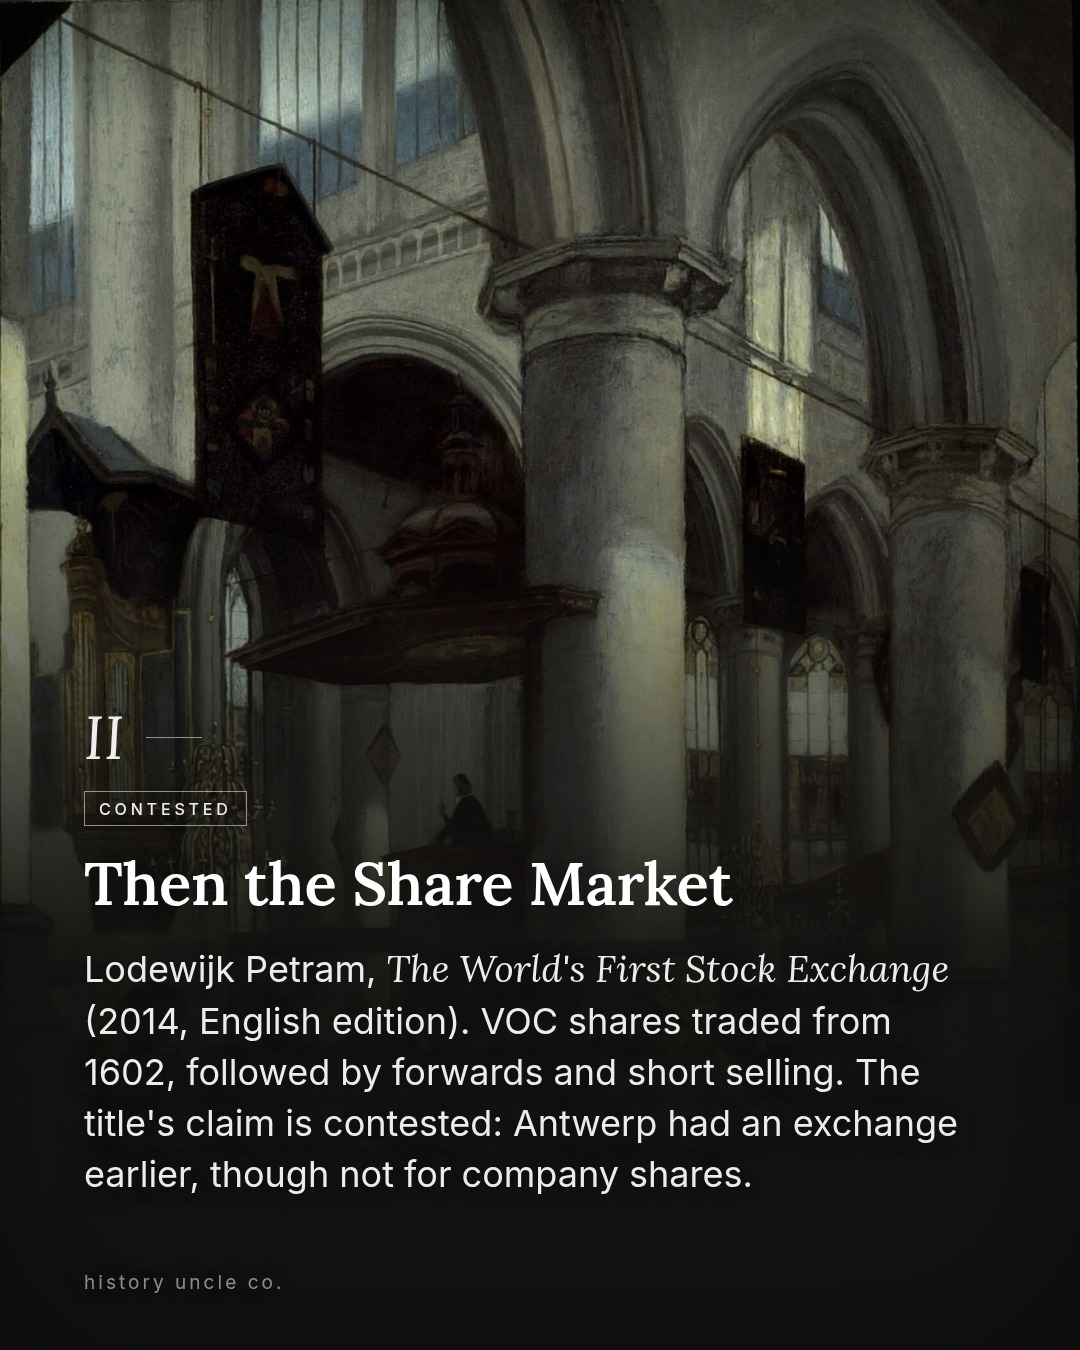 II
CONTESTED
Then the Share Market
Lodewijk Petram, The World's First Stock Exchange
(2014, English edition). VOC shares traded from
1602, followed by forwards and short selling. The
title's claim is contested: Antwerp had an exchange
earlier, though not for company shares.
history uncle co.